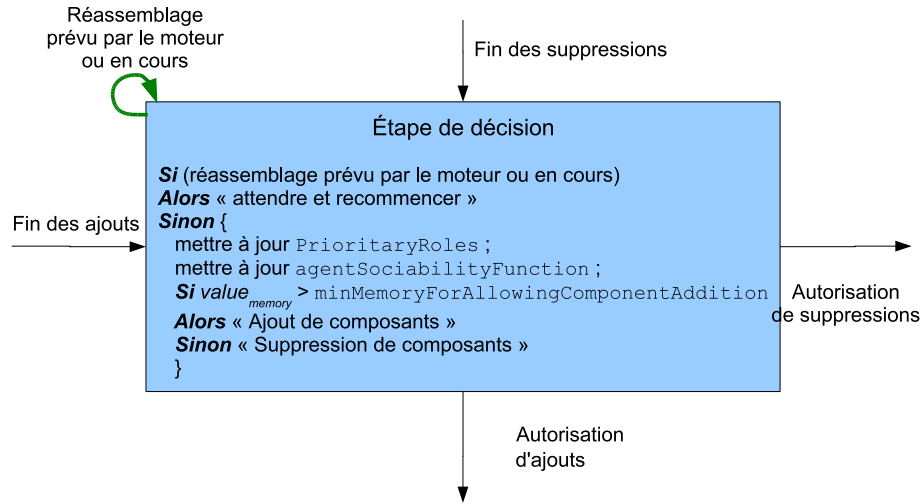 Réassemblage
prévu par le moteur
ou en cours
Fin des suppressions
Étape de décision
Si (réassemblage prévu par le moteur ou en cours)
Alors « attendre et recommencer »
Sinon {
Fin des ajouts
mettre à jour PrioritaryRoles ;
mettre à jour agentSociabilityFunction ;
Si value_memory > minMemoryForAllowingComponentAddition
Alors « Ajout de composants »
Sinon « Suppression de composants »
}
Autorisation
de suppressions
Autorisation
d'ajouts